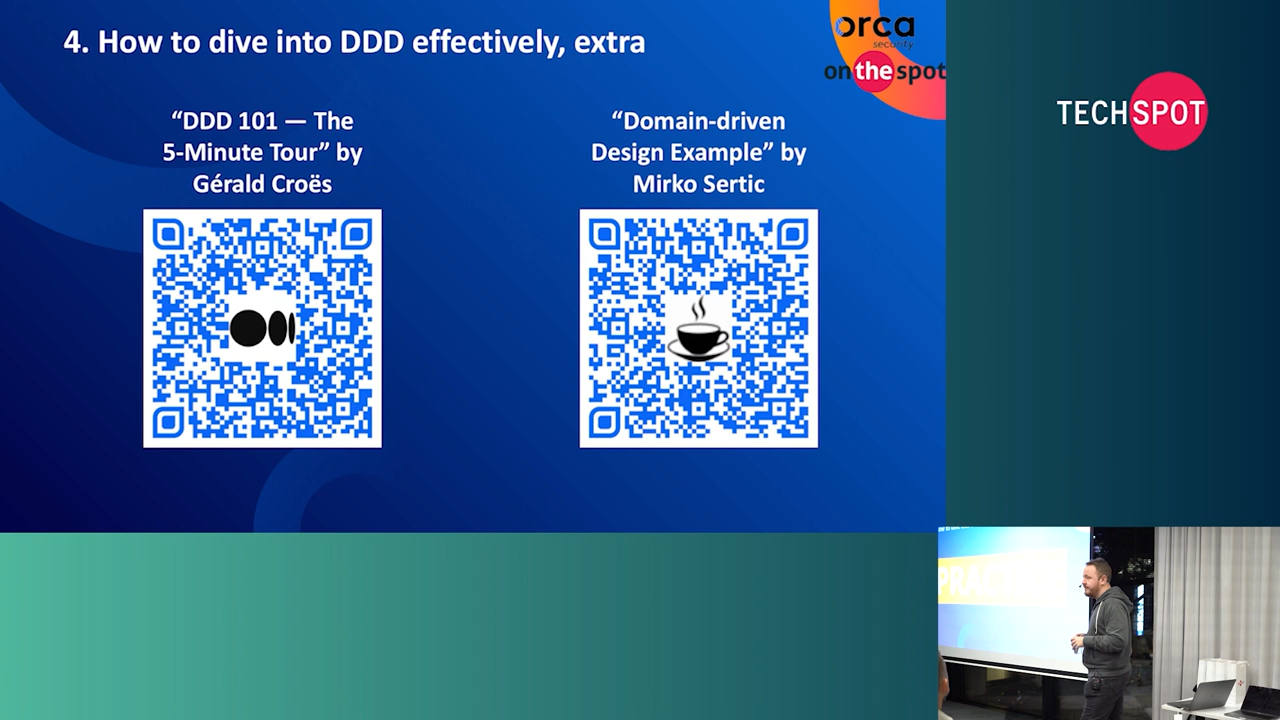 4. How to dive into DDD effectively, extra
orca
security
on the spot
TECHSPOT
“DDD 101 — The
5-Minute Tour” by
Gérald Croës
“Domain-driven
Design Example” by
Mirko Sertic